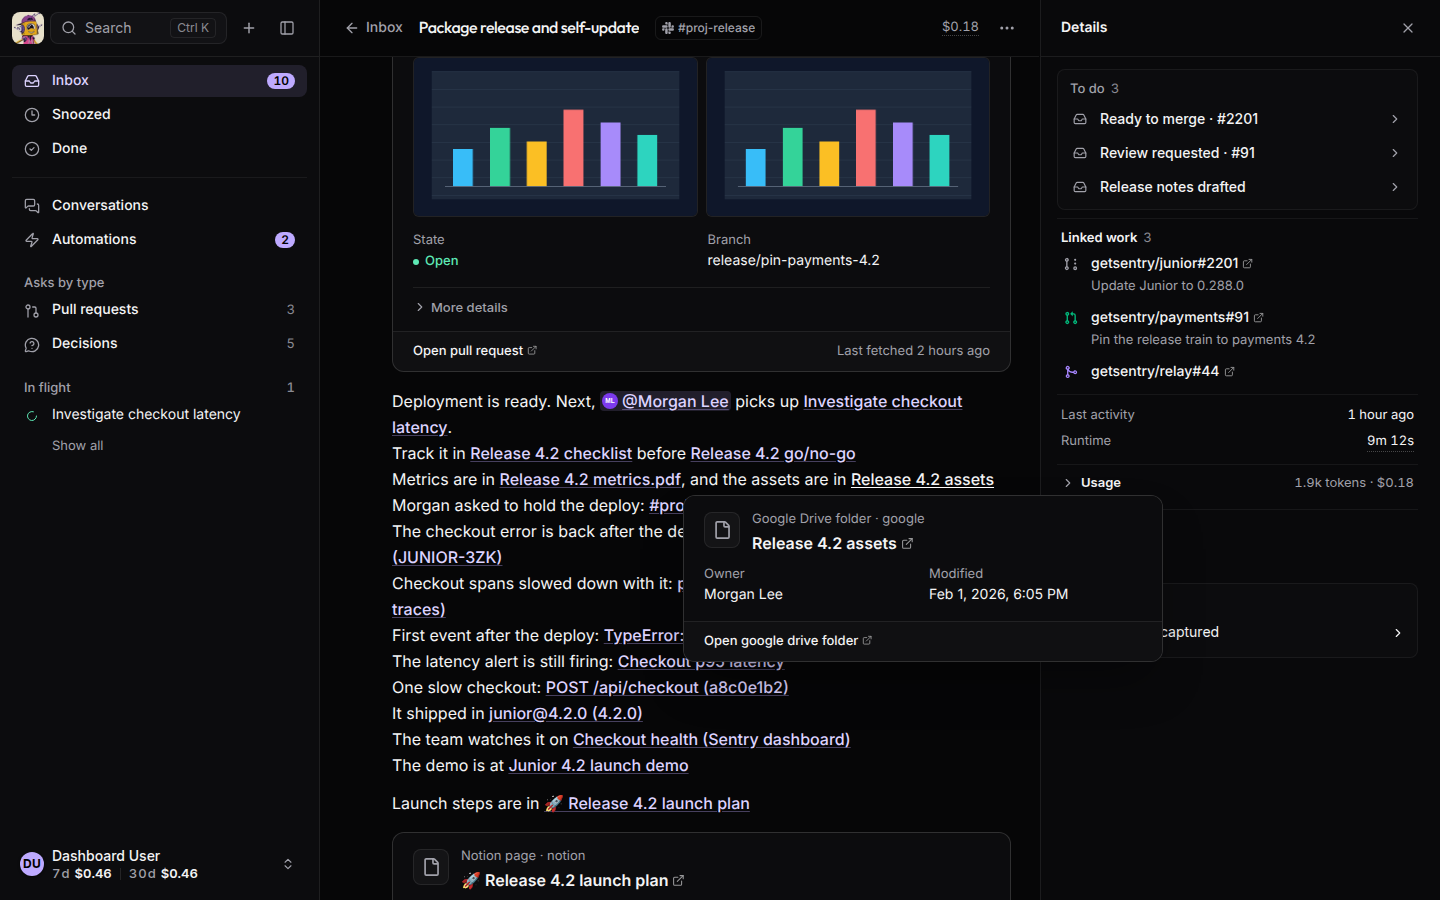 Search Ctrl K
Inbox 10
Snoozed
Done
Conversations
Automations 2
Asks by type
Pull requests 3
Decisions 5
In flight 1
Investigate checkout latency
Show all
DU Dashboard User
7d $0.46 30d $0.46
Inbox Package release and self-update #proj-release $0.18
State
Open
Branch
release/pin-payments-4.2
More details
Open pull request Last fetched 2 hours ago
Deployment is ready. Next, ML @Morgan Lee picks up Investigate checkout
latency.
Track it in Release 4.2 checklist before Release 4.2 go/no-go
Metrics are in Release 4.2 metrics.pdf, and the assets are in Release 4.2 assets
Morgan asked to hold the deploy: #pro
The checkout error is back after the de
(JUNIOR-3ZK)
Checkout spans slowed down with it: p
traces)
First event after the deploy: TypeError:
The latency alert is still firing: Checkout p95 latency
One slow checkout: POST /api/checkout (a8c0e1b2)
It shipped in junior@4.2.0 (4.2.0)
The team watches it on Checkout health (Sentry dashboard)
The demo is at Junior 4.2 launch demo
Launch steps are in 🚀 Release 4.2 launch plan
Notion page · notion
🚀 Release 4.2 launch plan
Google Drive folder · google
Release 4.2 assets
Owner
Morgan Lee
Modified
Feb 1, 2026, 6:05 PM
Open google drive folder
Details
To do 3
Ready to merge · #2201
Review requested · #91
Release notes drafted
Linked work 3
getsentry/junior#2201
Update Junior to 0.288.0
getsentry/payments#91
Pin the release train to payments 4.2
getsentry/relay#44
Last activity 1 hour ago
Runtime 9m 12s
Usage 1.9k tokens · $0.18
captured